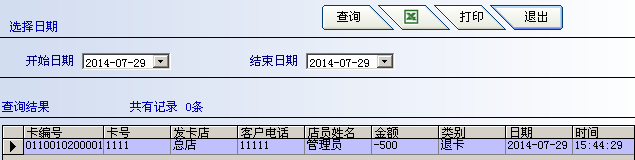 查询 打印 退出
选择日期
开始日期 2014-07-29 结束日期 2014-07-29
查询结果 共有记录 0条
卡编号 卡号 发卡店 客户电话 店员姓名 金额 类别 日期 时间
0110010200001 1111 总店 11111 管理员 -500 退卡 2014-07-29 15:44:29